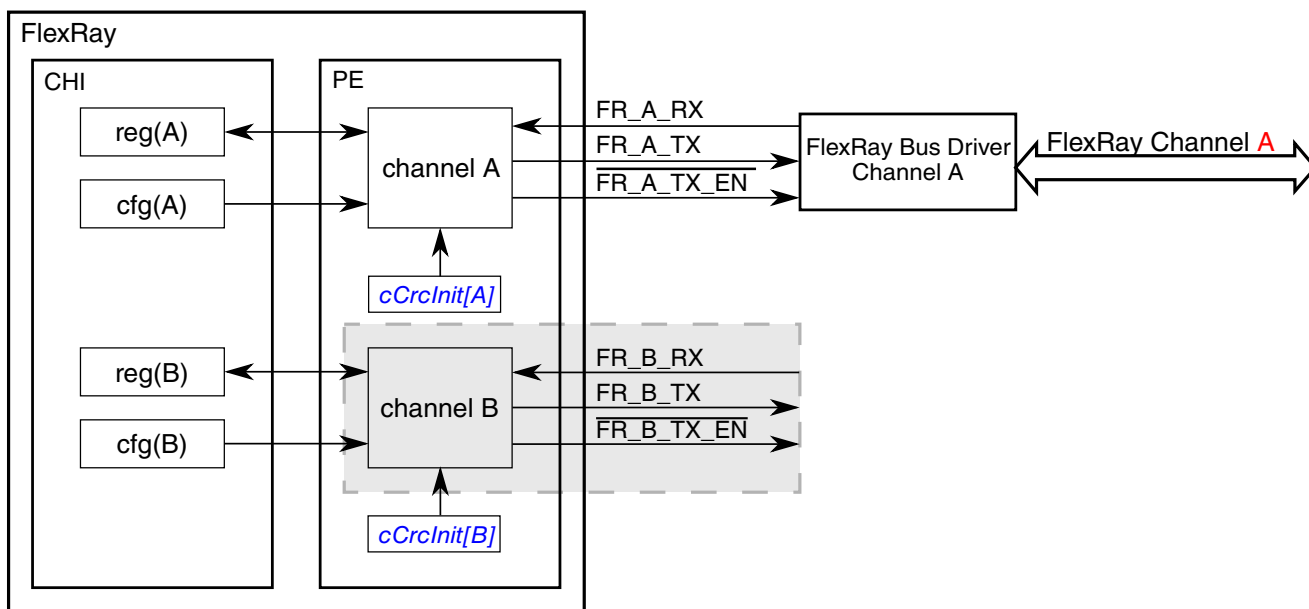 FlexRay
CHI
PE
reg(A)
cfg(A)
channel A
cCrcInit[A]
FR_A_RX
FR_A_TX
FR_A_TX_EN
FlexRay Bus Driver
Channel A
FlexRay Channel A
reg(B)
cfg(B)
channel B
cCrcInit[B]
FR_B_RX
FR_B_TX
FR_B_TX_EN